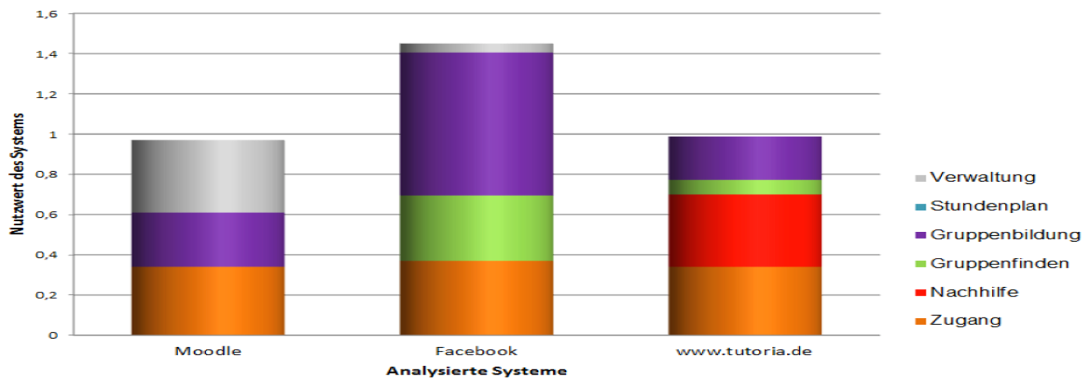 1,6
1,4
1,2
1
0,8
0,6
0,4
0,2
0
Nutzwert des Systems
Moodle Facebook www.tutoria.de
Analysierte Systeme
Verwaltung
Stundenplan
Gruppenbildung
Gruppenfinden
Nachhilfe
Zugang